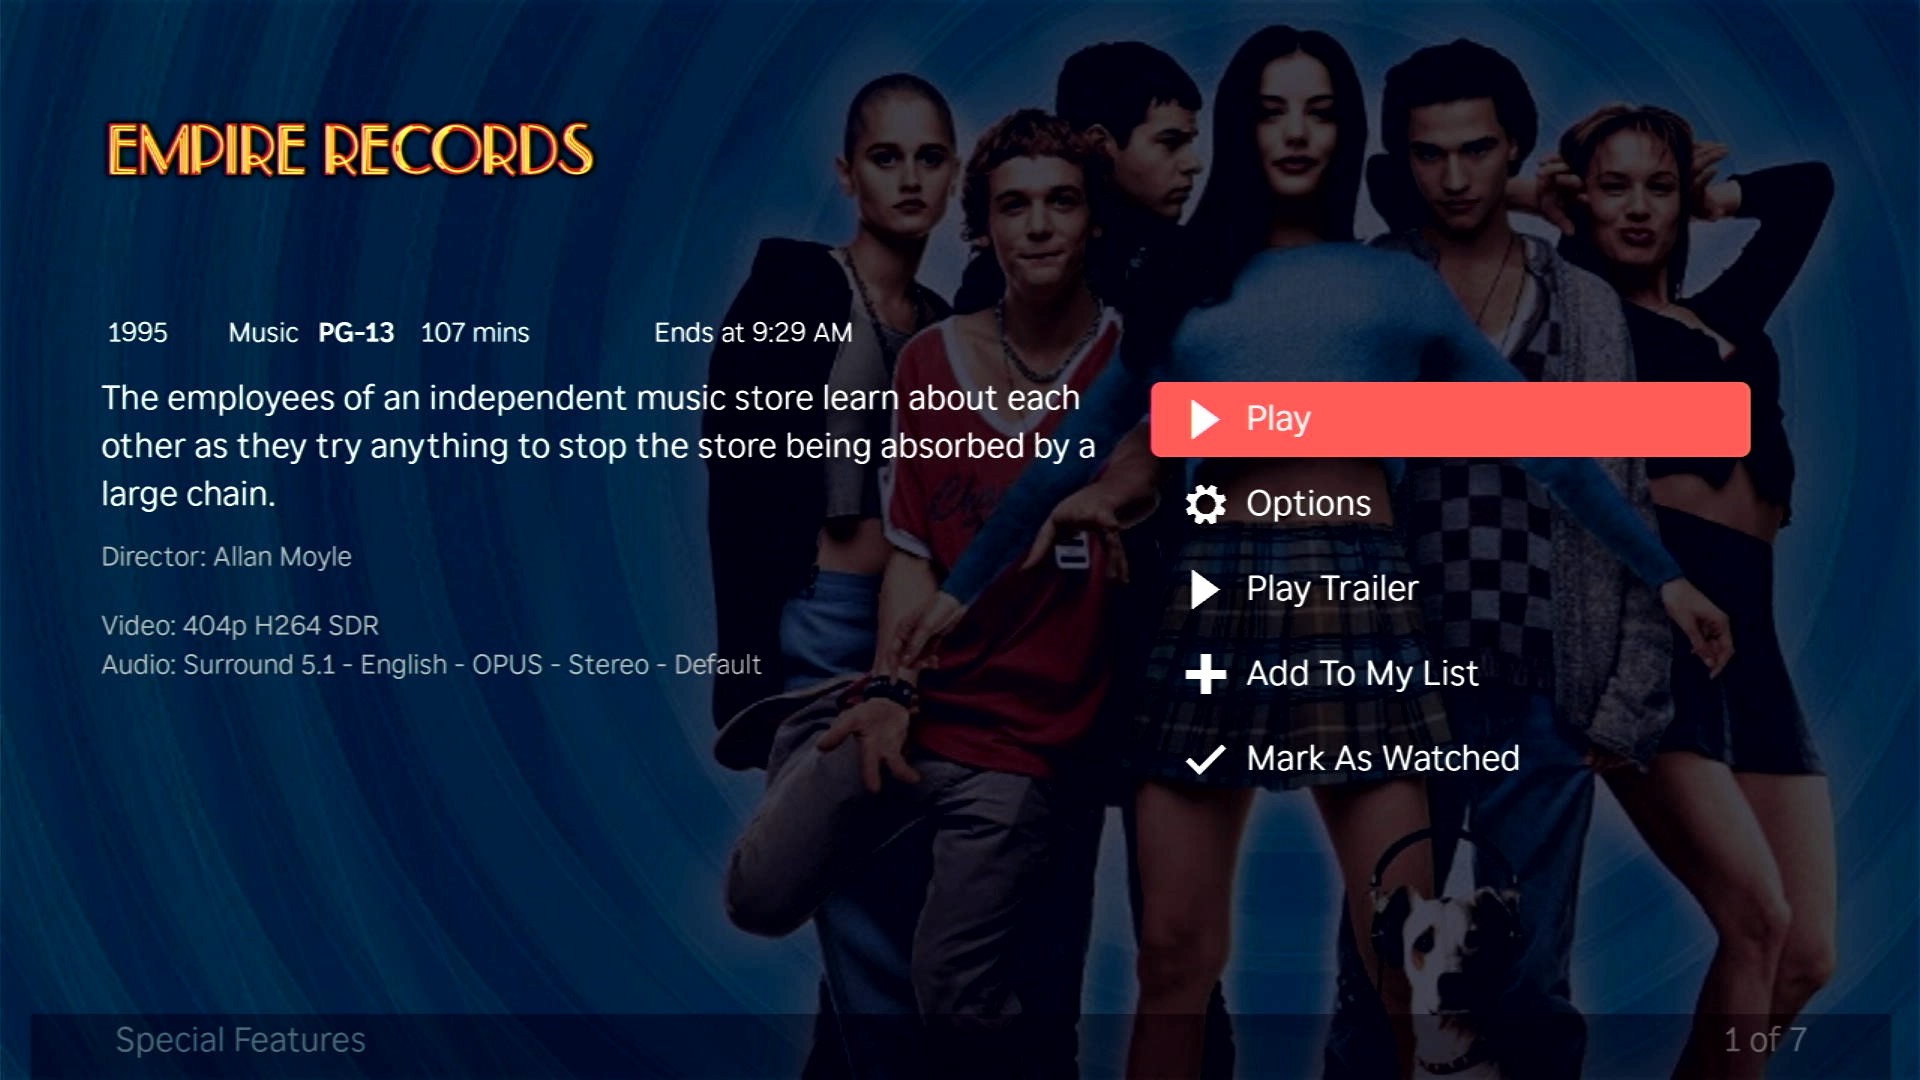 EMPIRE RECORDS
1995 Music PG-13 107 mins Ends at 9:29 AM
The employees of an independent music store learn about each
other as they try anything to stop the store being absorbed by a
large chain.
Director: Allan Moyle
Video: 404p H264 SDR
Audio: Surround 5.1 - English - OPUS - Stereo - Default
Play
Options
Play Trailer
Add To My List
Mark As Watched
Special Features
1 of 7